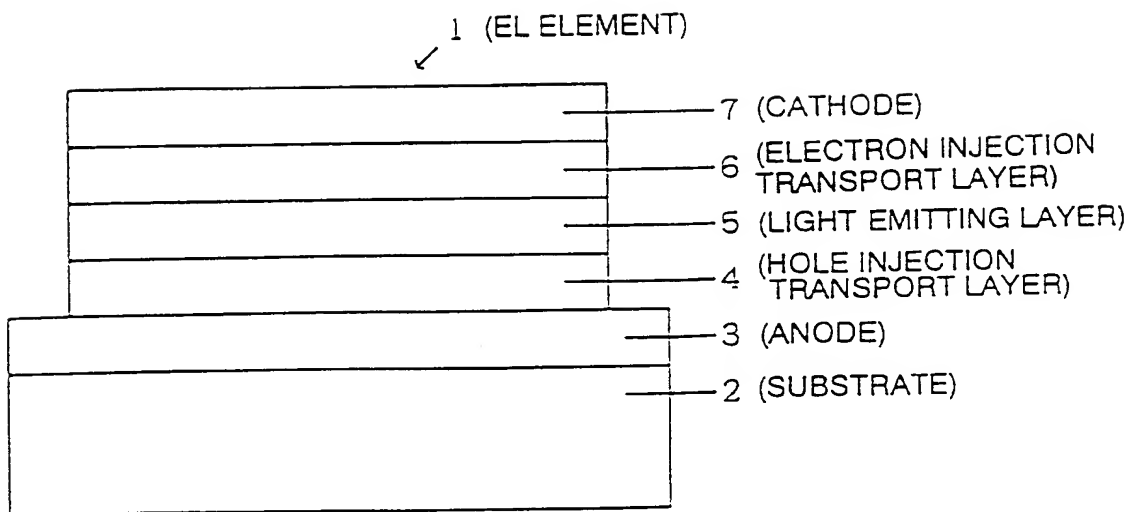 1 (EL ELEMENT)
7 (CATHODE)
6 (ELECTRON INJECTION
TRANSPORT LAYER)
5 (LIGHT EMITTING LAYER)
4 (HOLE INJECTION
TRANSPORT LAYER)
3 (ANODE)
2 (SUBSTRATE)